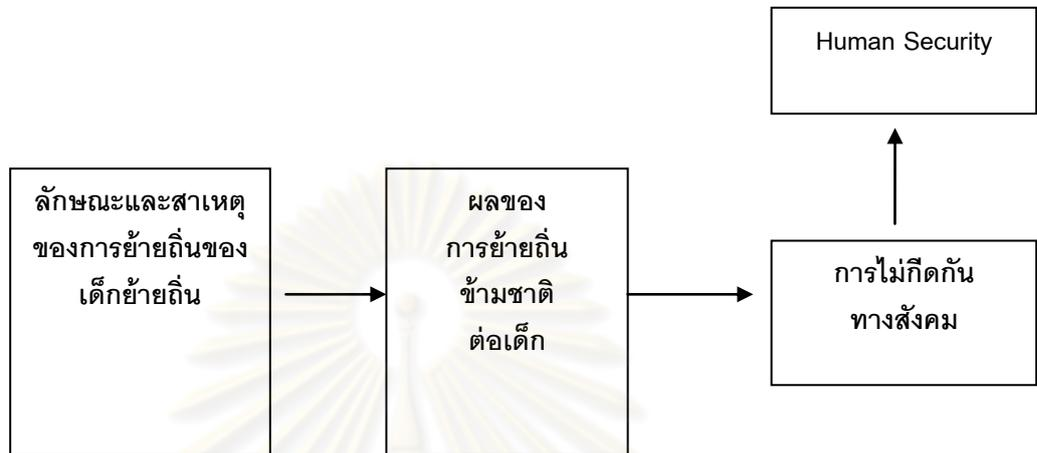 Human Security
ลักษณะและสาเหตุ
ของการย้ายถิ่นของ
เด็กย้ายถิ่น
ผลของ
การย้ายถิ่น
ข้ามชาติ
ต่อเด็ก
การไม่กีดกัน
ทางสังคม